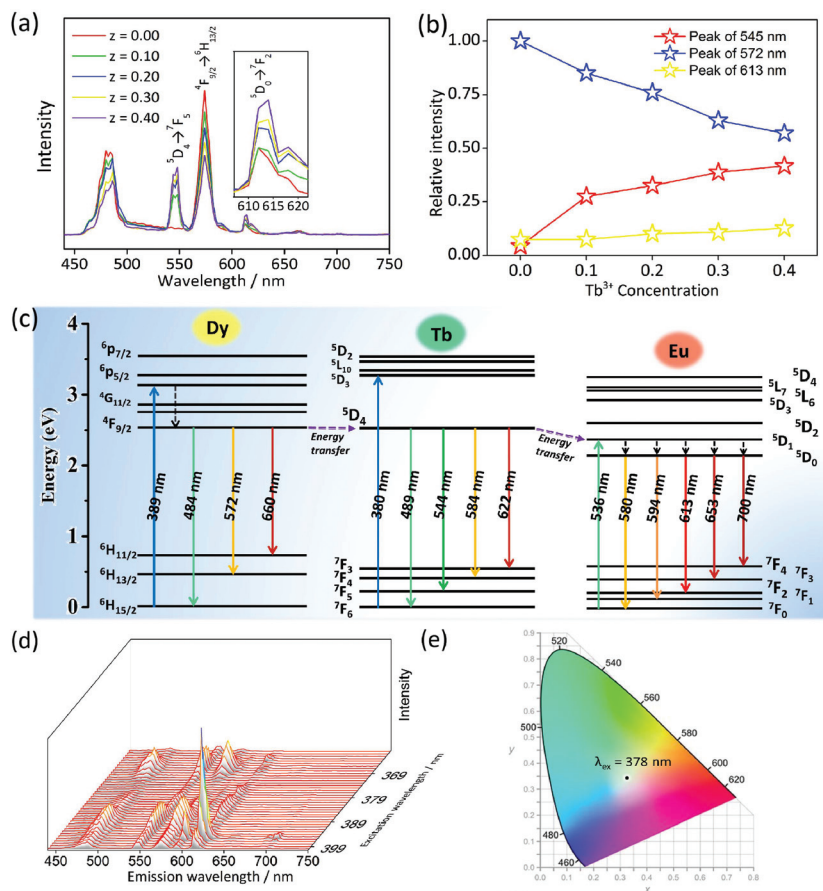 (a)
z = 0.00
z = 0.10
z = 0.20
z = 0.30
z = 0.40
⁵D₄→⁷F₅
⁴F₉/₂→⁶H₁₃/₂
⁵D₀→⁷F₂
610 615 620
Intensity
450 500 550 600 650 700 750
Wavelength / nm
(b)
Peak of 545 nm
Peak of 572 nm
Peak of 613 nm
Relative intensity
1.00
0.75
0.50
0.25
0.00
0.0 0.1 0.2 0.3 0.4
Tb³⁺ Concentration
(c)
Energy (eV)
4
3
2
1
0
Dy
⁶P₇/₂
⁶P₅/₂
⁴G₁₁/₂
⁴F₉/₂
389 nm
484 nm
572 nm
660 nm
⁶H₁₁/₂
⁶H₁₃/₂
⁶H₁₅/₂
Energy
transfer
Tb
⁵D₂
⁵L₁₀
⁵D₃
⁵D₄
380 nm
489 nm
544 nm
584 nm
622 nm
⁷F₃
⁷F₄
⁷F₅
⁷F₆
Energy
transfer
Eu
⁵D₄
⁵L₇ ⁵L₆
⁵D₃
⁵D₂
⁵D₁
⁵D₀
536 nm
580 nm
594 nm
613 nm
653 nm
700 nm
⁷F₄ ⁷F₃
⁷F₂ ⁷F₁
⁷F₀
(d)
Intensity
369
379
389
399
Excitation wavelength / nm
450 500 550 600 650 700 750
Emission wavelength / nm
(e)
0.9
0.8
0.7
0.6
0.5
0.4
0.3
0.2
0.1
0.0
y
520
540
560
580
600
620
500
480
460
λex = 378 nm
0.0 0.1 0.2 0.3 0.4 0.5 0.6 0.7 0.8
x